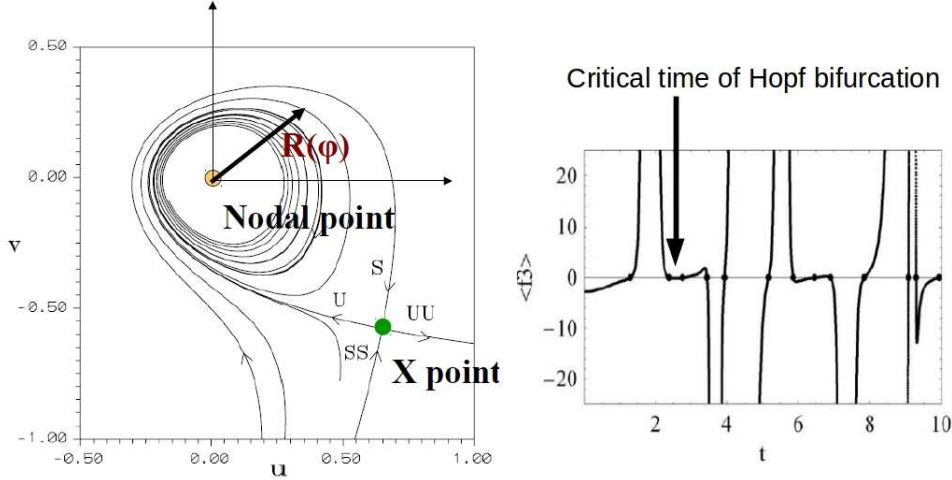 0.50
0.00
-0.50
-1.00
v
-0.50
0.00
0.50
1.00
u
R(φ)
Nodal point
S
U
UU
SS
X point
Critical time of Hopf bifurcation
20
10
0
−10
−20
<f3>
2
4
6
8
10
t